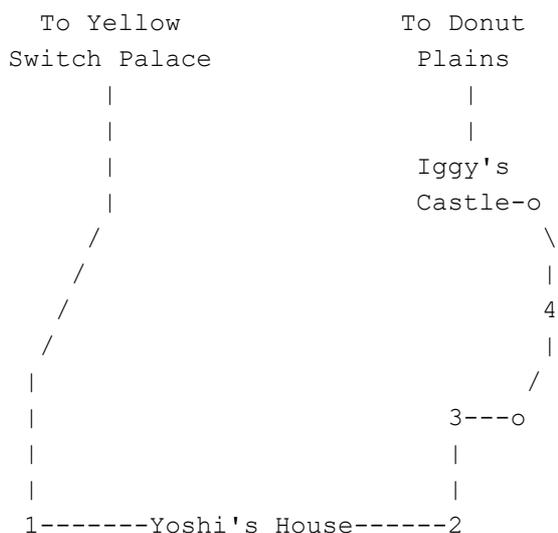 To Yellow To Donut
Switch Palace Plains
| |
| |
| Iggy's
| Castle-o
/ \
/ |
/ 4
/ |
| /
| 3---o
| |
| |
1-------Yoshi's House------2